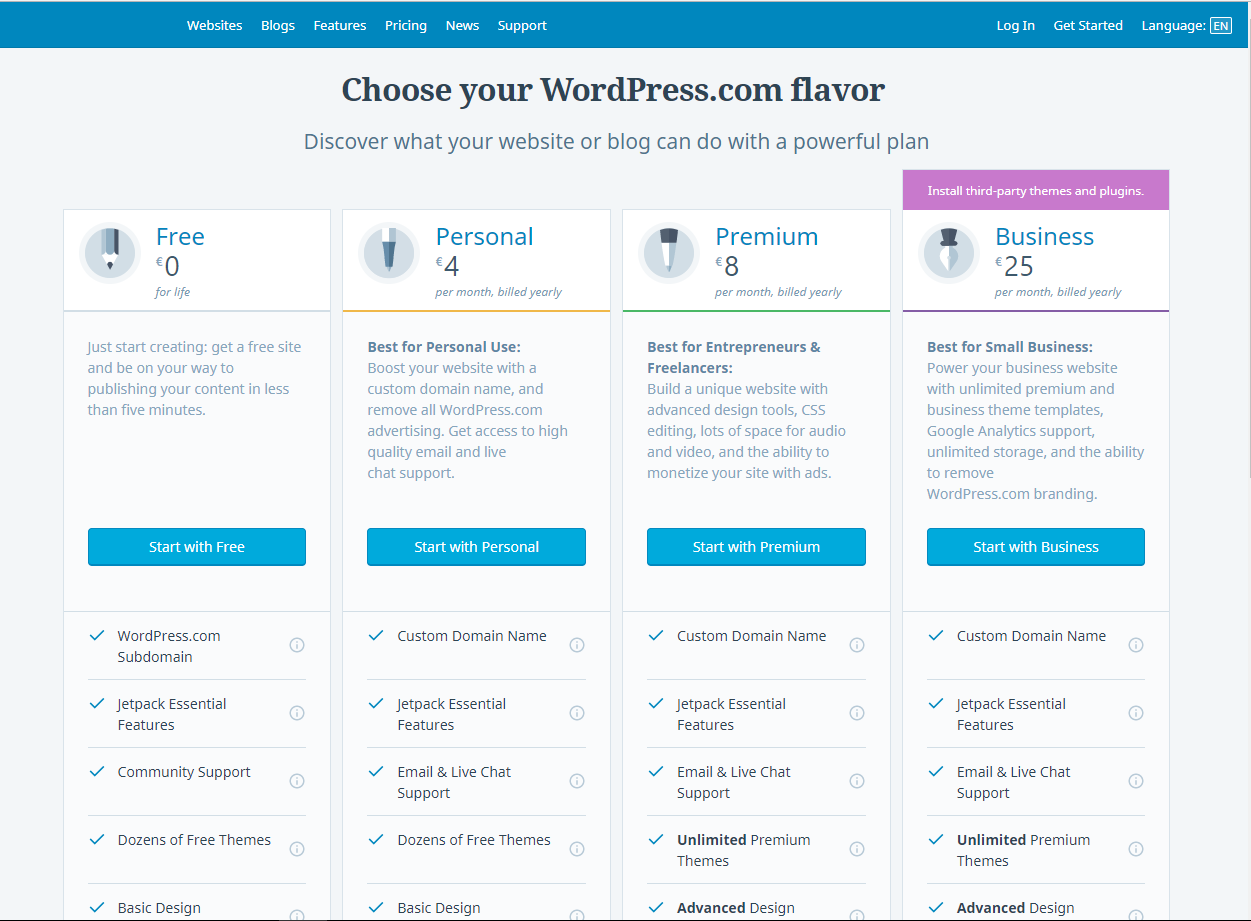 Websites Blogs Features Pricing News Support Log In Get Started Language: EN
Choose your WordPress.com flavor
Discover what your website or blog can do with a powerful plan
Install third-party themes and plugins.
Free
€0
for life
Just start creating: get a free site
and be on your way to
publishing your content in less
than five minutes.
Start with Free
WordPress.com
Subdomain
Jetpack Essential
Features
Community Support
Dozens of Free Themes
Basic Design
Personal
€4
per month, billed yearly
Best for Personal Use:
Boost your website with a
custom domain name, and
remove all WordPress.com
advertising. Get access to high
quality email and live
chat support.
Start with Personal
Custom Domain Name
Jetpack Essential
Features
Email & Live Chat
Support
Dozens of Free Themes
Basic Design
Premium
€8
per month, billed yearly
Best for Entrepreneurs &
Freelancers:
Build a unique website with
advanced design tools, CSS
editing, lots of space for audio
and video, and the ability to
monetize your site with ads.
Start with Premium
Custom Domain Name
Jetpack Essential
Features
Email & Live Chat
Support
Unlimited Premium
Themes
Advanced Design
Business
€25
per month, billed yearly
Best for Small Business:
Power your business website
with unlimited premium and
business theme templates,
Google Analytics support,
unlimited storage, and the ability
to remove
WordPress.com branding.
Start with Business
Custom Domain Name
Jetpack Essential
Features
Email & Live Chat
Support
Unlimited Premium
Themes
Advanced Design